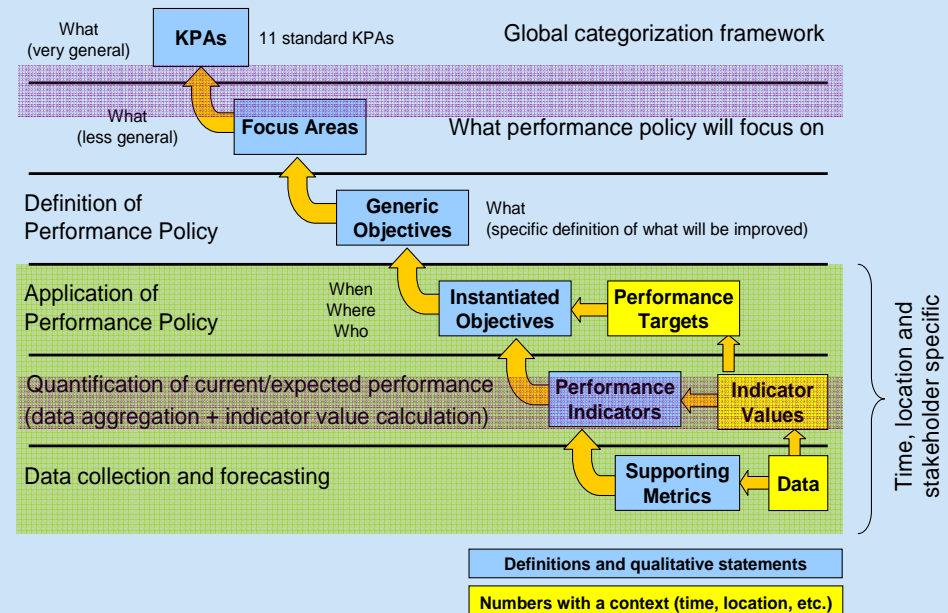 What
(very general)
KPAs
11 standard KPAs
Global categorization framework
What
(less general)
Focus Areas
What performance policy will focus on
Definition of
Performance Policy
Generic
Objectives
What
(specific definition of what will be improved)
Application of
Performance Policy
When
Where
Who
Instantiated
Objectives
Performance
Targets
Quantification of current/expected performance
(data aggregation + indicator value calculation)
Performance
Indicators
Indicator
Values
Data collection and forecasting
Supporting
Metrics
Data
Time, location and
stakeholder specific
Definitions and qualitative statements
Numbers with a context (time, location, etc.)